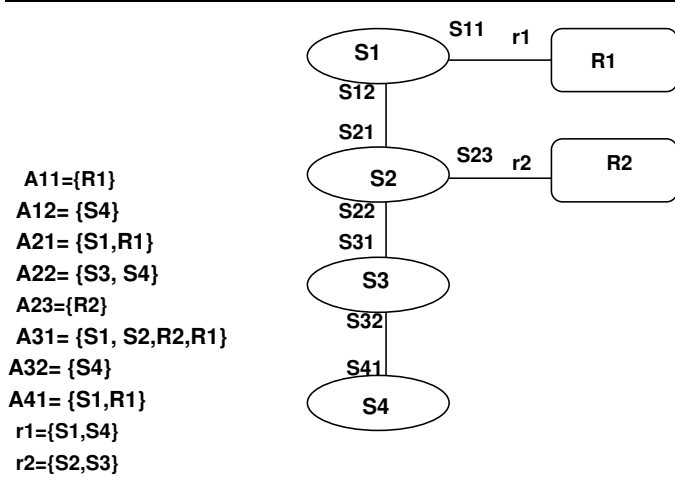 S11 r1
S1
R1
S12
S21
S23 r2
S2
R2
S22
S31
S3
S32
S41
S4
A11={R1}
A12= {S4}
A21= {S1,R1}
A22= {S3, S4}
A23={R2}
A31= {S1, S2,R2,R1}
A32= {S4}
A41= {S1,R1}
r1={S1,S4}
r2={S2,S3}